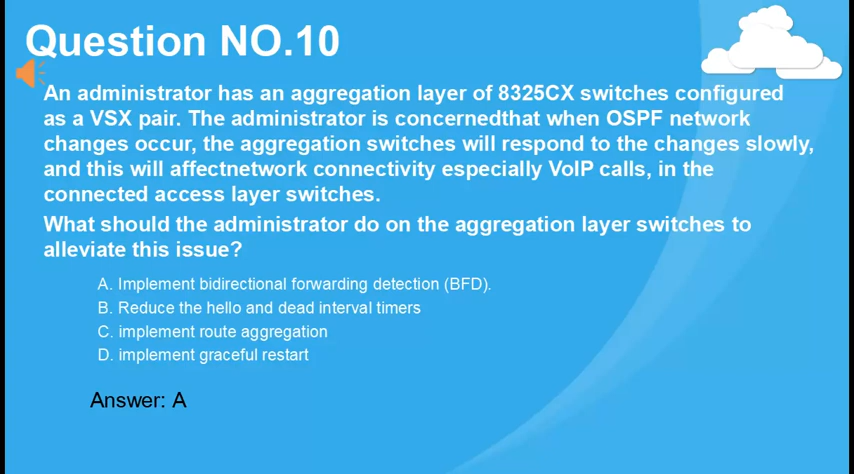 Question NO.10
An administrator has an aggregation layer of 8325CX switches configured
as a VSX pair. The administrator is concernedthat when OSPF network
changes occur, the aggregation switches will respond to the changes slowly,
and this will affectnetwork connectivity especially VoIP calls, in the
connected access layer switches.
What should the administrator do on the aggregation layer switches to
alleviate this issue?
A. Implement bidirectional forwarding detection (BFD).
B. Reduce the hello and dead interval timers
C. implement route aggregation
D. implement graceful restart
Answer: A